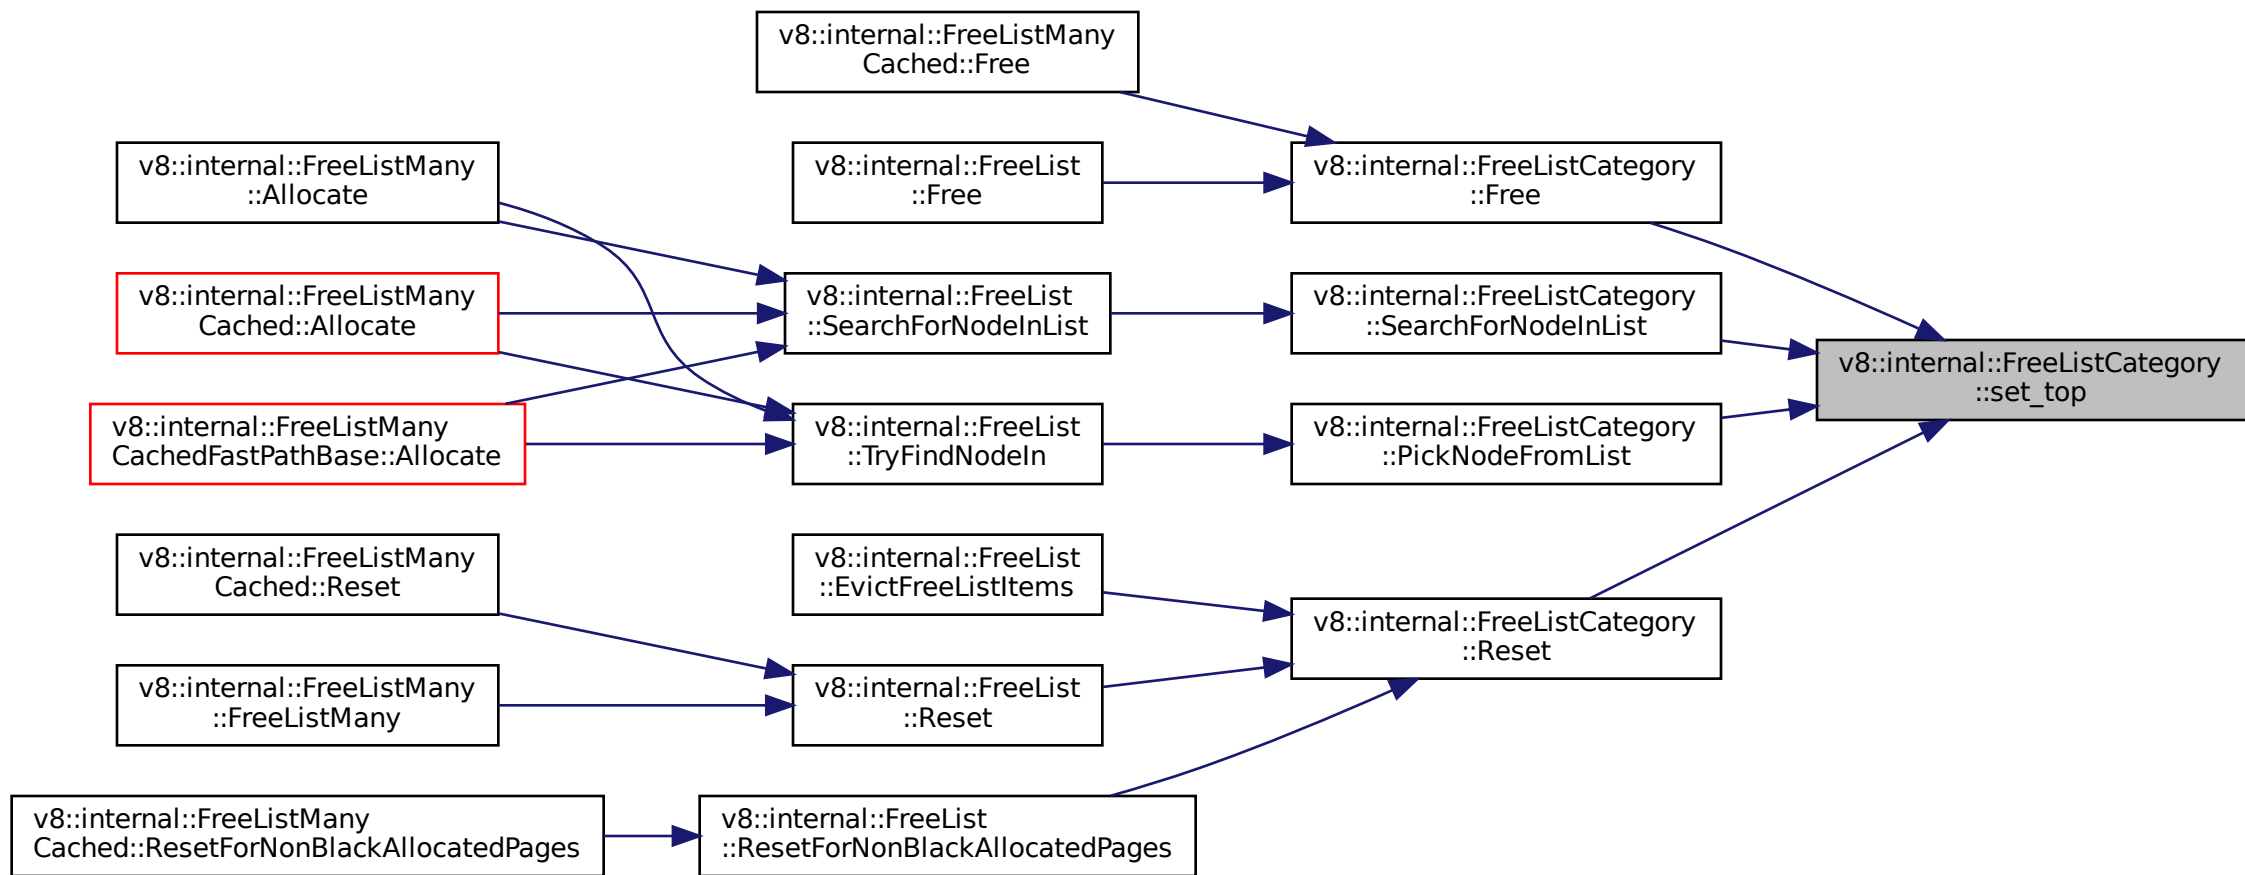 v8::internal::FreeListMany
Cached::Free
v8::internal::FreeListMany
::Allocate
v8::internal::FreeList
::Free
v8::internal::FreeListCategory
::Free
v8::internal::FreeListMany
Cached::Allocate
v8::internal::FreeList
::SearchForNodeInList
v8::internal::FreeListCategory
::SearchForNodeInList
v8::internal::FreeListCategory
::set_top
v8::internal::FreeListMany
CachedFastPathBase::Allocate
v8::internal::FreeList
::TryFindNodeIn
v8::internal::FreeListCategory
::PickNodeFromList
v8::internal::FreeListMany
Cached::Reset
v8::internal::FreeList
::EvictFreeListItems
v8::internal::FreeListCategory
::Reset
v8::internal::FreeListMany
::FreeListMany
v8::internal::FreeList
::Reset
v8::internal::FreeListMany
Cached::ResetForNonBlackAllocatedPages
v8::internal::FreeList
::ResetForNonBlackAllocatedPages